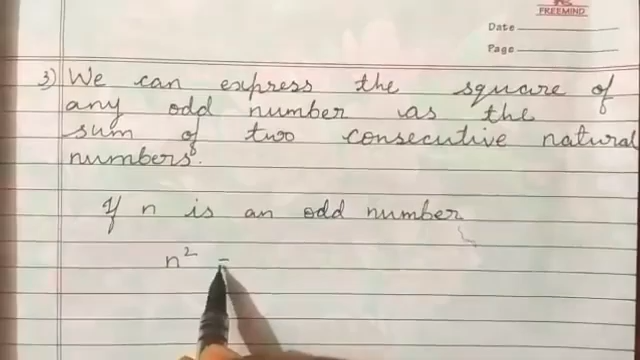 FREEMIND
Date
Page
3) We can express the square of
any odd number as the
sum of two consecutive natural
numbers.
If n is an odd number
n² =